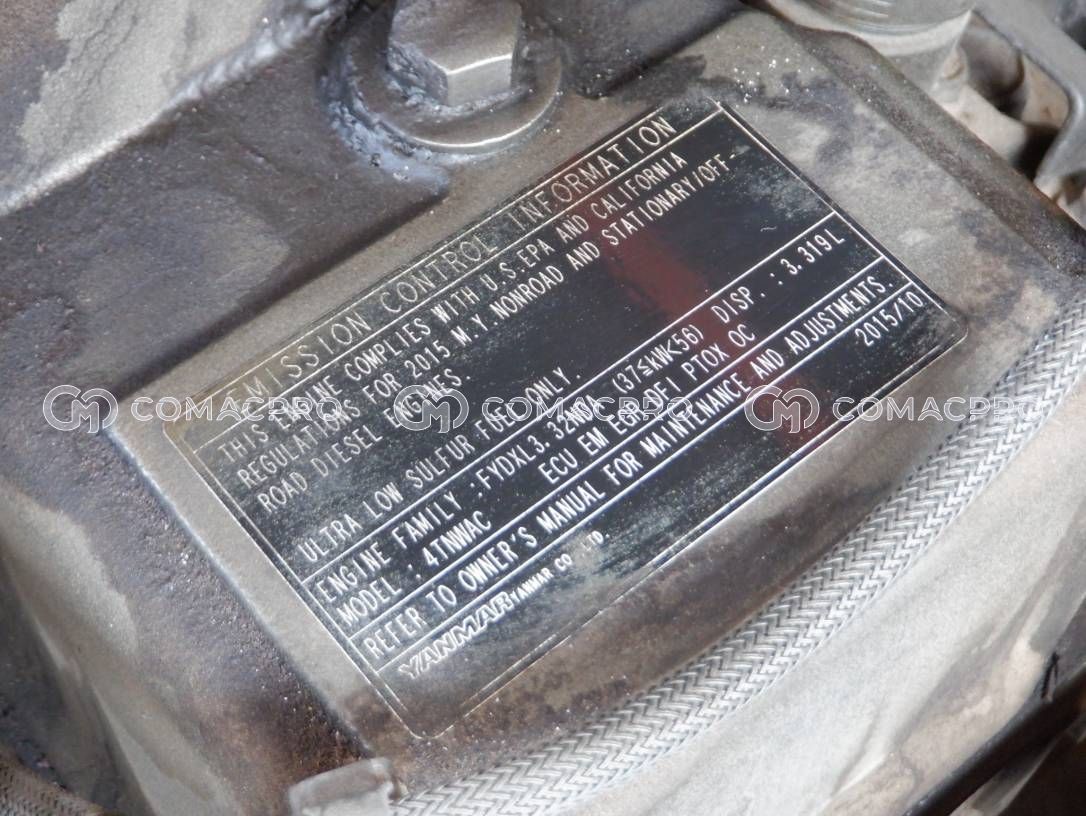 EMISSION CONTROL INFORMATION
THIS ENGINE COMPLIES WITH U.S.EPA AND CALIFORNIA
REGULATIONS FOR 2015 M.Y.NONROAD AND STATIONARY/OFF-
ROAD DIESEL ENGINES.
ULTRA LOW SULFUR FUEL ONLY.
ENGINE FAMILY :FYDXL3.32NDA (37≦kW<56) DISP.:3.319L
MODEL :4TNWAC ECU EM EGR DFI PTOX OC
REFER TO OWNER'S MANUAL FOR MAINTENANCE AND ADJUSTMENTS.
YANMAR YANMAR CO.,LTD. 2015/10
COMACPRO COMACPRO COMACPRO